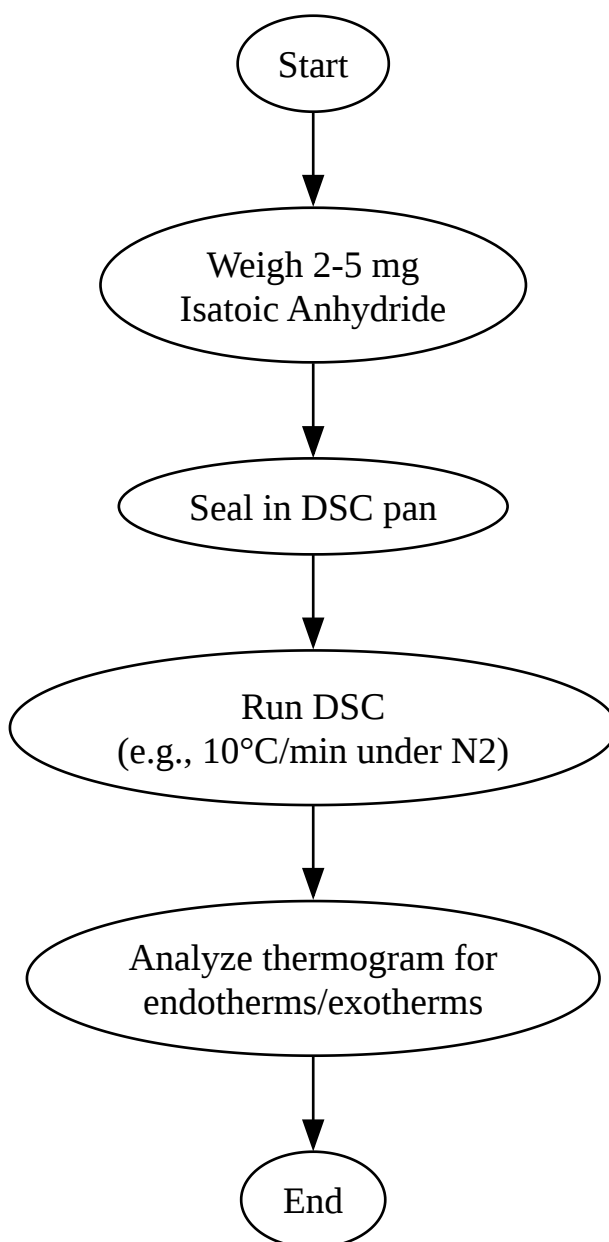 Start
Weigh 2-5 mg
Isatoic Anhydride
Seal in DSC pan
Run DSC
(e.g., 10°C/min under N2)
Analyze thermogram for
endotherms/exotherms
End